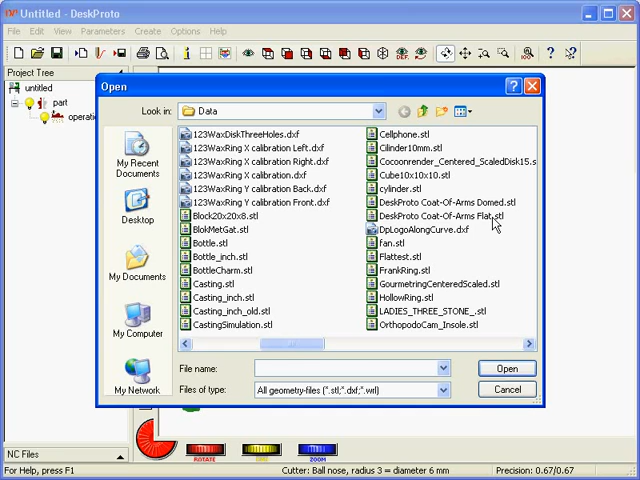 Untitled - DeskProto
File Edit View Parameters Create Options Help
Project Tree
untitled
part
operati
Open
Look in: Data
My Recent Documents
Desktop
My Documents
My Computer
My Network
123WaxDiskThreeHoles.dxf
123WaxRing X calibration Left.dxf
123WaxRing X calibration Right.dxf
123WaxRing X calibration.dxf
123WaxRing Y calibration Back.dxf
123WaxRing Y calibration Front.dxf
Block20x20x8.stl
BlokMetGat.stl
Bottle.stl
Bottle_inch.stl
BottleCharm.stl
Casting.stl
Casting_inch.stl
Casting_inch_old.stl
CastingSimulation.stl
Cellphone.stl
Cilinder10mm.stl
Cocoonrender_Centered_ScaledDisk15.s
Cube10x10x10.stl
cylinder.stl
DeskProto Coat-Of-Arms Domed.stl
DeskProto Coat-Of-Arms Flat.stl
DpLogoAlongCurve.dxf
fan.stl
Flattest.stl
FrankRing.stl
GourmetringCenteredScaled.stl
HollowRing.stl
LADIES_THREE_STONE_.stl
OrthopodoCam_Insole.stl
File name:
Open
Files of type: All geometry-files (*.stl;*.dxf;*.wrl)
Cancel
NC Files
ROTATE
ZOOM
For Help, press F1
Cutter: Ball nose, radius 3 = diameter 6 mm
Precision: 0.67/0.67